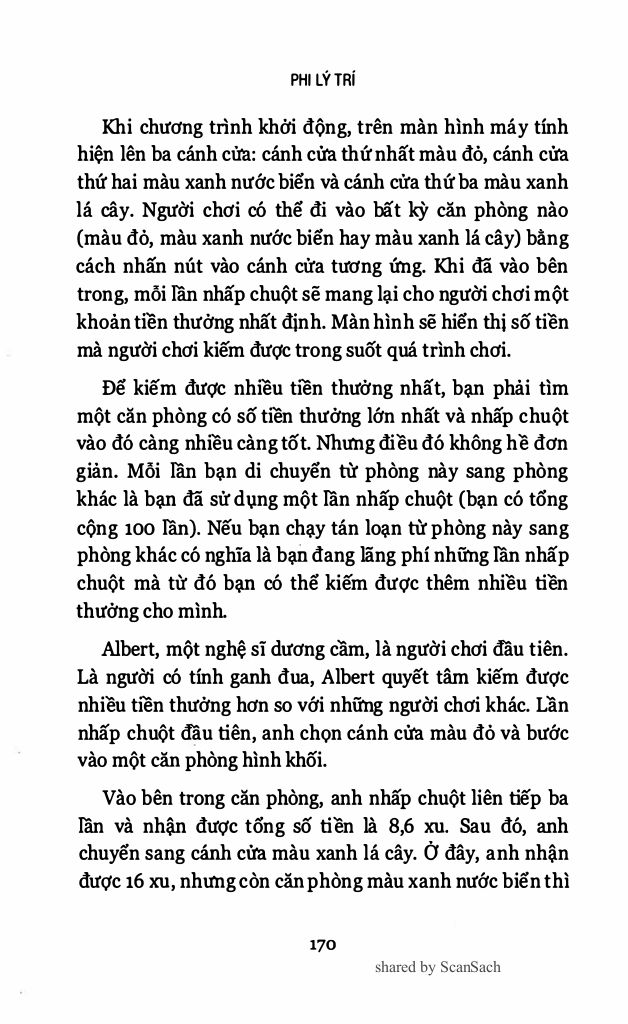 PHI LÝ TRÍ
Khi chương trình khởi động, trên màn hình máy tính
hiện lên ba cánh cửa: cánh cửa thứ nhất màu đỏ, cánh cửa
thứ hai màu xanh nước biển và cánh cửa thứ ba màu xanh
lá cây. Người chơi có thể đi vào bất kỳ căn phòng nào
(màu đỏ, màu xanh nước biển hay màu xanh lá cây) bằng
cách nhấn nút vào cánh cửa tương ứng. Khi đã vào bên
trong, mỗi lần nhấp chuột sẽ mang lại cho người chơi một
khoản tiền thưởng nhất định. Màn hình sẽ hiển thị số tiền
mà người chơi kiếm được trong suốt quá trình chơi.
Để kiếm được nhiều tiền thưởng nhất, bạn phải tìm
một căn phòng có số tiền thưởng lớn nhất và nhấp chuột
vào đó càng nhiều càng tốt. Nhưng điều đó không hề đơn
giản. Mỗi lần bạn di chuyển từ phòng này sang phòng
khác là bạn đã sử dụng một lần nhấp chuột (bạn có tổng
cộng 100 lần). Nếu bạn chạy tán loạn từ phòng này sang
phòng khác có nghĩa là bạn đang lãng phí những lần nhấp
chuột mà từ đó bạn có thể kiếm được thêm nhiều tiền
thưởng cho mình.
Albert, một nghệ sĩ dương cầm, là người chơi đầu tiên.
Là người có tính ganh đua, Albert quyết tâm kiếm được
nhiều tiền thưởng hơn so với những người chơi khác. Lần
nhấp chuột đầu tiên, anh chọn cánh cửa màu đỏ và bước
vào một căn phòng hình khối.
Vào bên trong căn phòng, anh nhấp chuột liên tiếp ba
lần và nhận được tổng số tiền là 8,6 xu. Sau đó, anh
chuyển sang cánh cửa màu xanh lá cây. Ở đây, anh nhận
được 16 xu, nhưng còn căn phòng màu xanh nước biển thì
170
shared by ScanSach